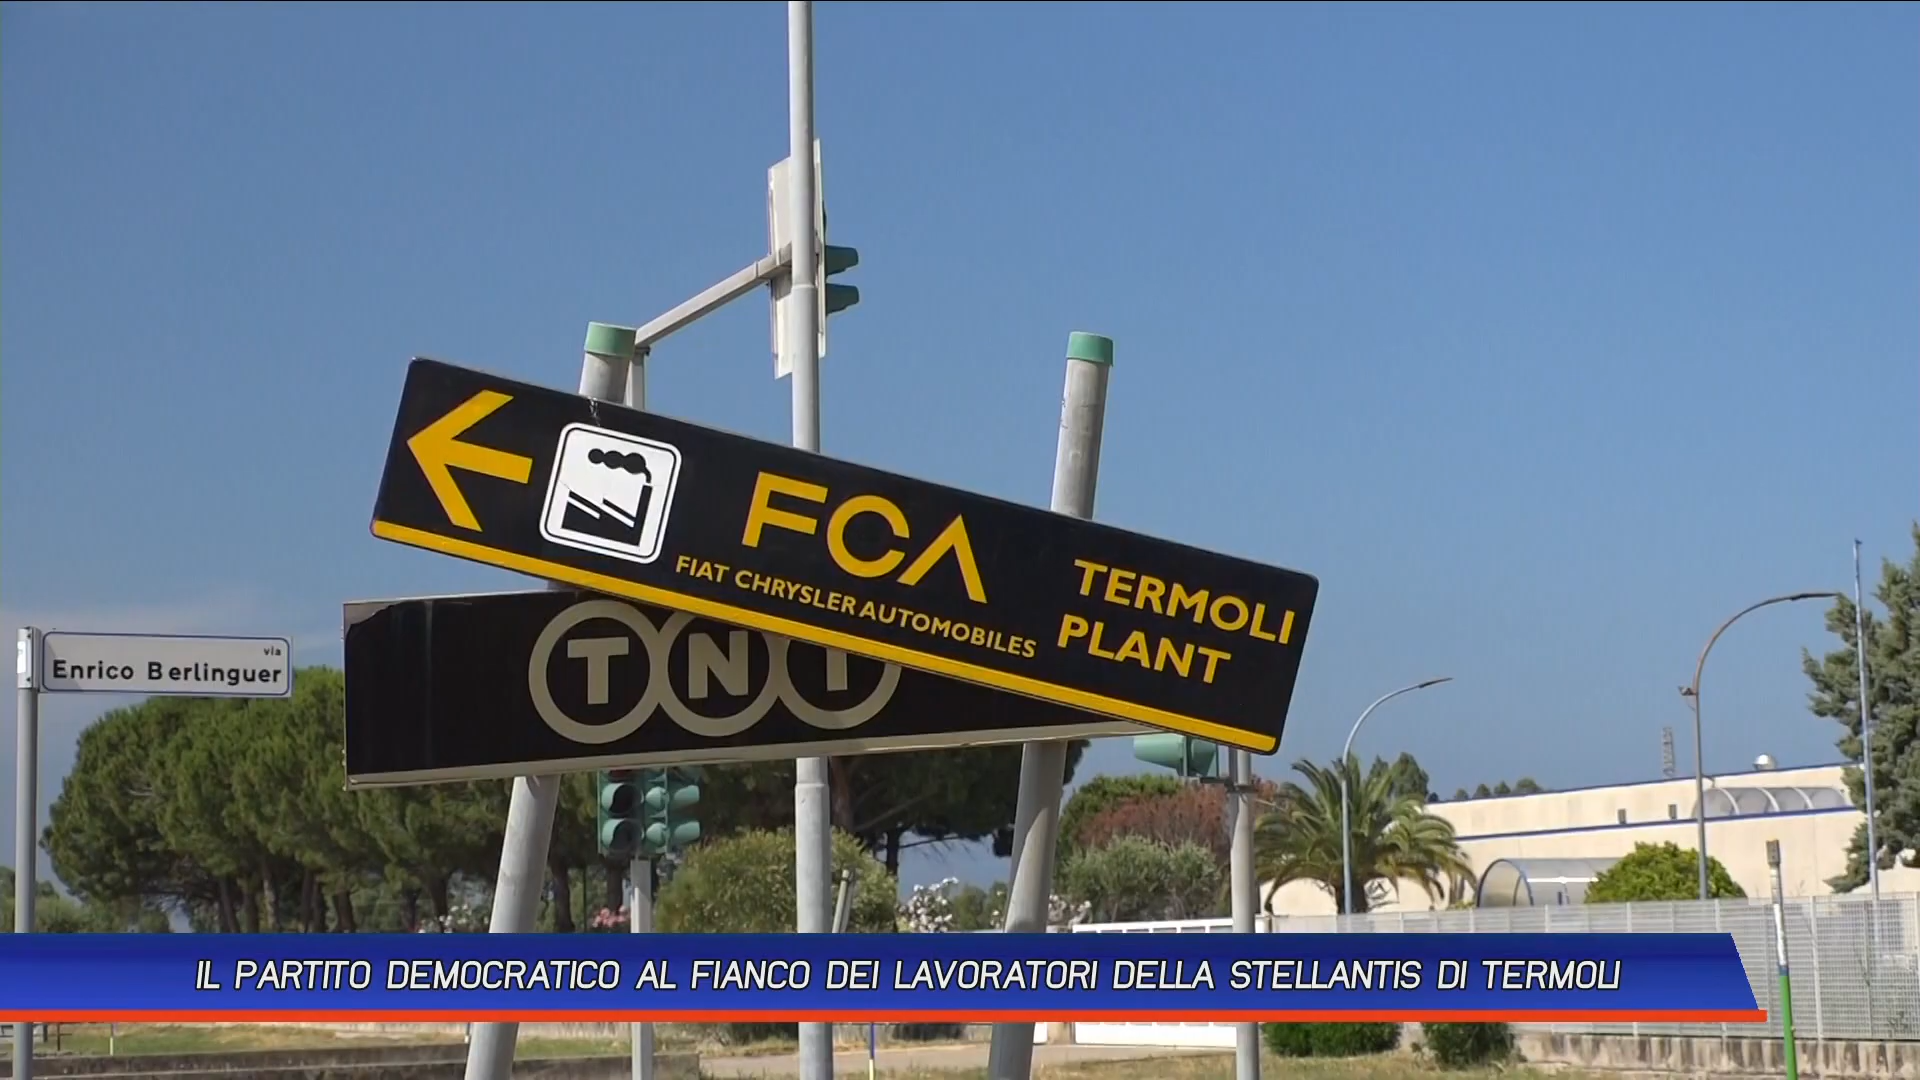 FCA
FIAT CHRYSLER AUTOMOBILES
TERMOLI
PLANT
TNT
via
Enrico Berlinguer
IL PARTITO DEMOCRATICO AL FIANCO DEI LAVORATORI DELLA STELLANTIS DI TERMOLI